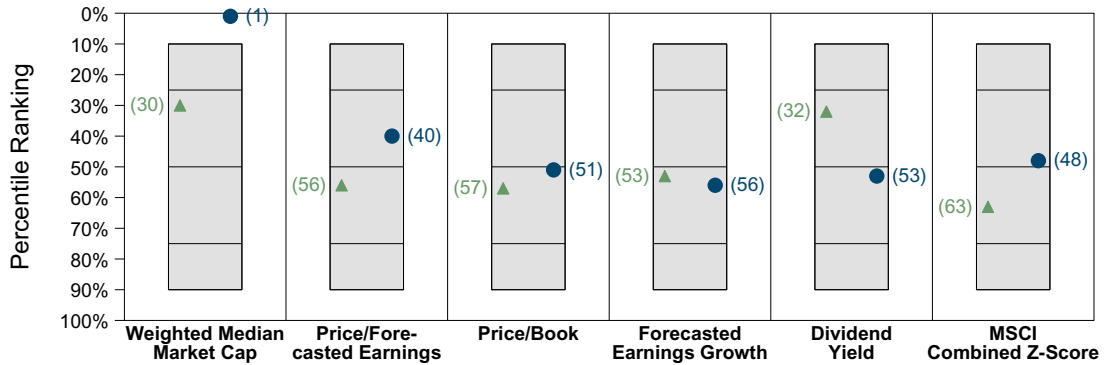 Percentile Ranking
0%
10%
20%
30%
40%
50%
60%
70%
80%
90%
100%
(1)
(30)
(40)
(56)
(51)
(57)
(53)
(56)
(32)
(53)
(48)
(63)
Weighted Median
Market Cap
Price/Fore-
casted Earnings
Price/Book
Forecasted
Earnings Growth
Dividend
Yield
MSCI
Combined Z-Score